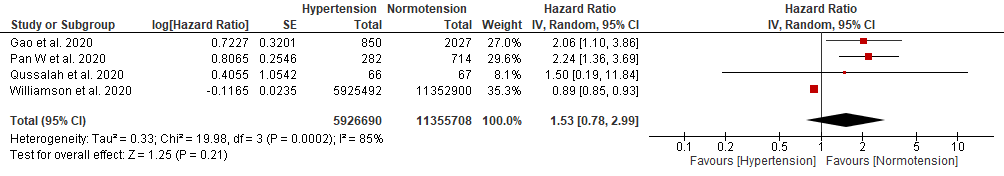 Hypertension Normotension Hazard Ratio Hazard Ratio
Study or Subgroup log[Hazard Ratio] SE Total Total Weight IV, Random, 95% CI IV, Random, 95% CI
Gao et al. 2020 0.7227 0.3201 850 2027 27.0% 2.06 [1.10, 3.86]
Pan W et al. 2020 0.8065 0.2546 282 714 29.6% 2.24 [1.36, 3.69]
Qussalah et al. 2020 0.4055 1.0542 66 67 8.1% 1.50 [0.19, 11.84]
Williamson et al. 2020 -0.1165 0.0235 5925492 11352900 35.3% 0.89 [0.85, 0.93]
Total (95% CI) 5926690 11355708 100.0% 1.53 [0.78, 2.99]
Heterogeneity: Tau² = 0.33; Chi² = 19.98, df = 3 (P = 0.0002); I² = 85%
Test for overall effect: Z = 1.25 (P = 0.21)
0.1 0.2 0.5 1 2 5 10
Favours [Hypertension] Favours [Normotension]